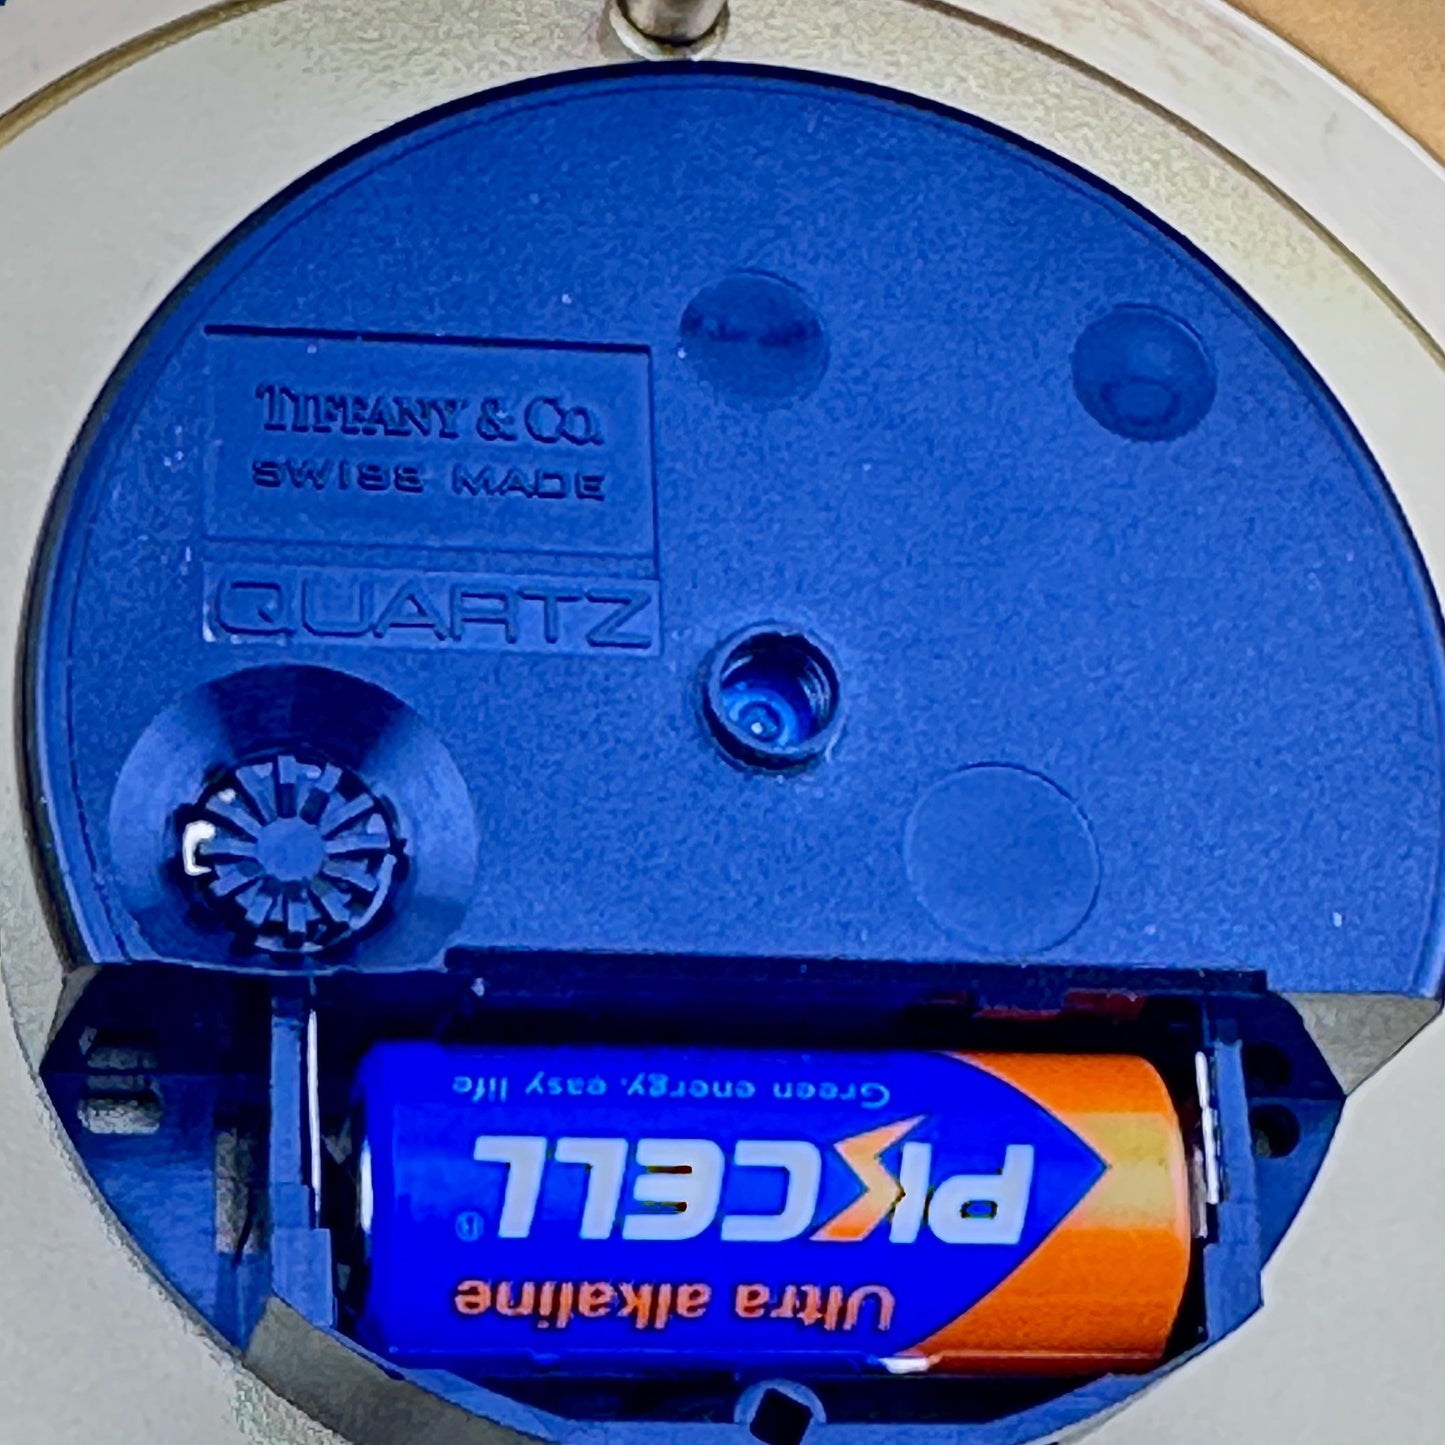 TIFFANY & CO.
SWISS MADE
QUARTZ
Ultra alkaline
PKCELL®
Green energy, easy life